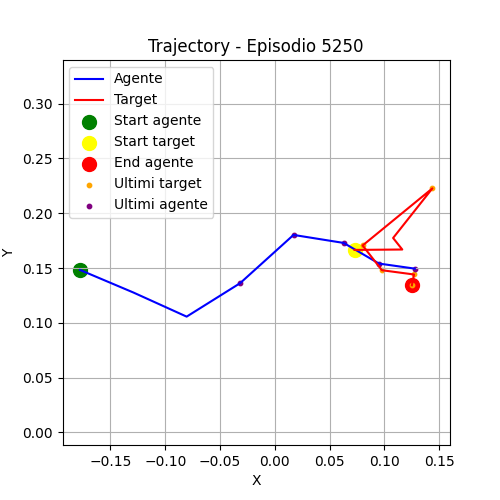 Trajectory - Episodio 5250
Agente
Target
Start agente
Start target
End agente
Ultimi target
Ultimi agente
0.30
0.25
0.20
0.15
0.10
0.05
0.00
Y
−0.15 −0.10 −0.05 0.00 0.05 0.10 0.15
X